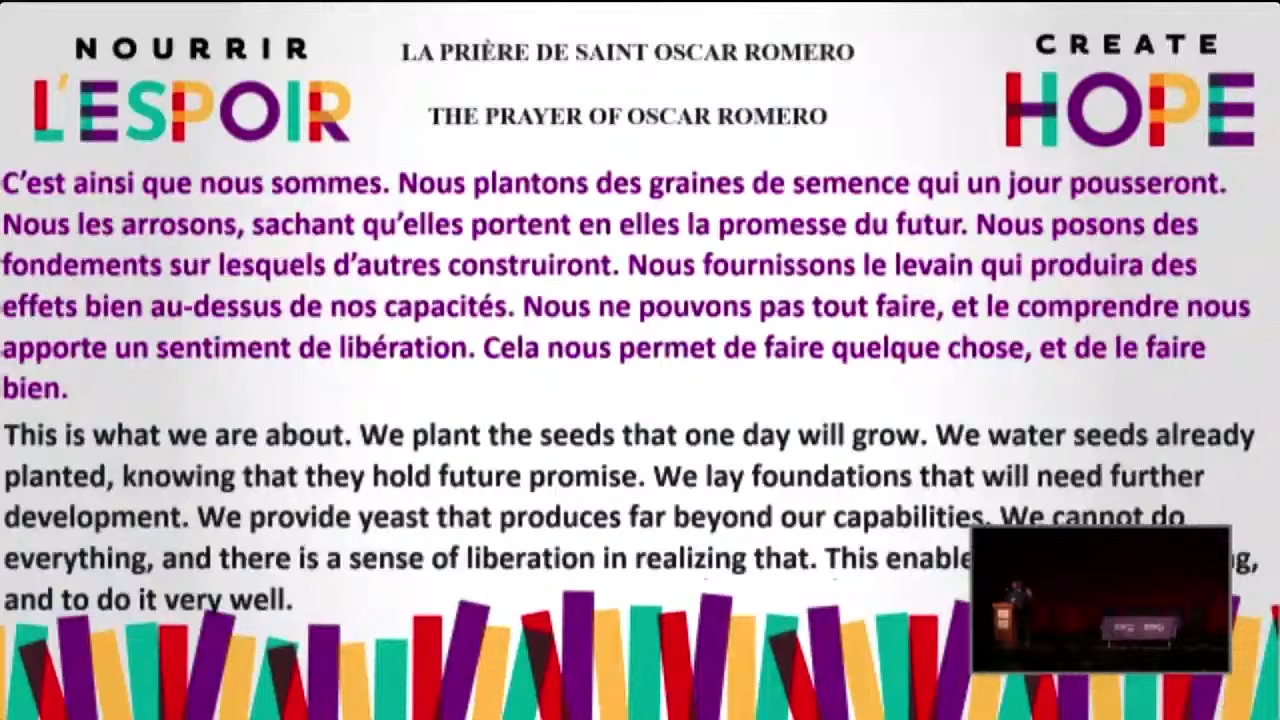 NOURRIR
L'ESPOIR
LA PRIÈRE DE SAINT OSCAR ROMERO
THE PRAYER OF OSCAR ROMERO
CREATE
HOPE
C'est ainsi que nous sommes. Nous plantons des graines de semence qui un jour pousseront.
Nous les arrosons, sachant qu'elles portent en elles la promesse du futur. Nous posons des
fondements sur lesquels d'autres construiront. Nous fournissons le levain qui produira des
effets bien au-dessus de nos capacités. Nous ne pouvons pas tout faire, et le comprendre nous
apporte un sentiment de libération. Cela nous permet de faire quelque chose, et de le faire
bien.
This is what we are about. We plant the seeds that one day will grow. We water seeds already
planted, knowing that they hold future promise. We lay foundations that will need further
development. We provide yeast that produces far beyond our capabilities. We cannot do
everything, and there is a sense of liberation in realizing that. This
and to do it very well.